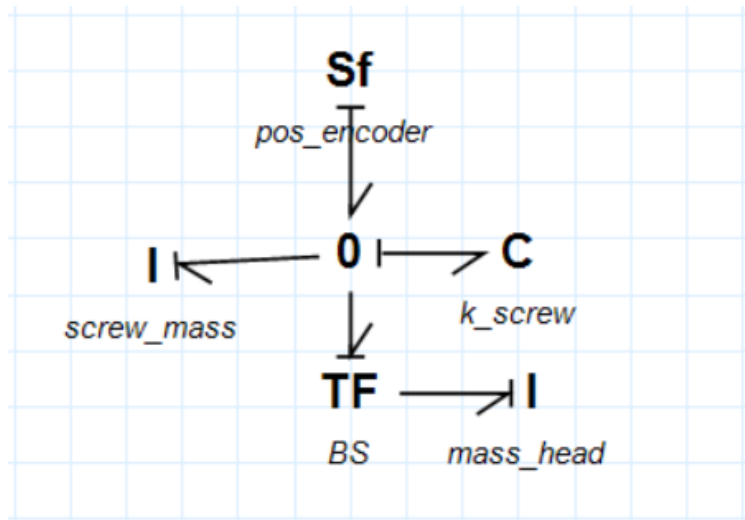 Sf
pos_encoder
I 0 C
screw_mass k_screw
TF I
BS mass_head